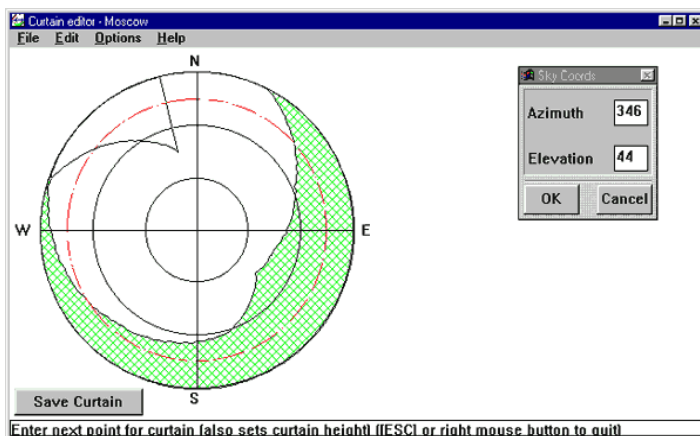 Curtain editor - Moscow
File Edit Options Help
N
Sky Coords
Azimuth 346
Elevation 44
OK Cancel
W
E
S
Save Curtain
Enter next point for curtain (also sets curtain height) ([ESC] or right mouse button to quit)